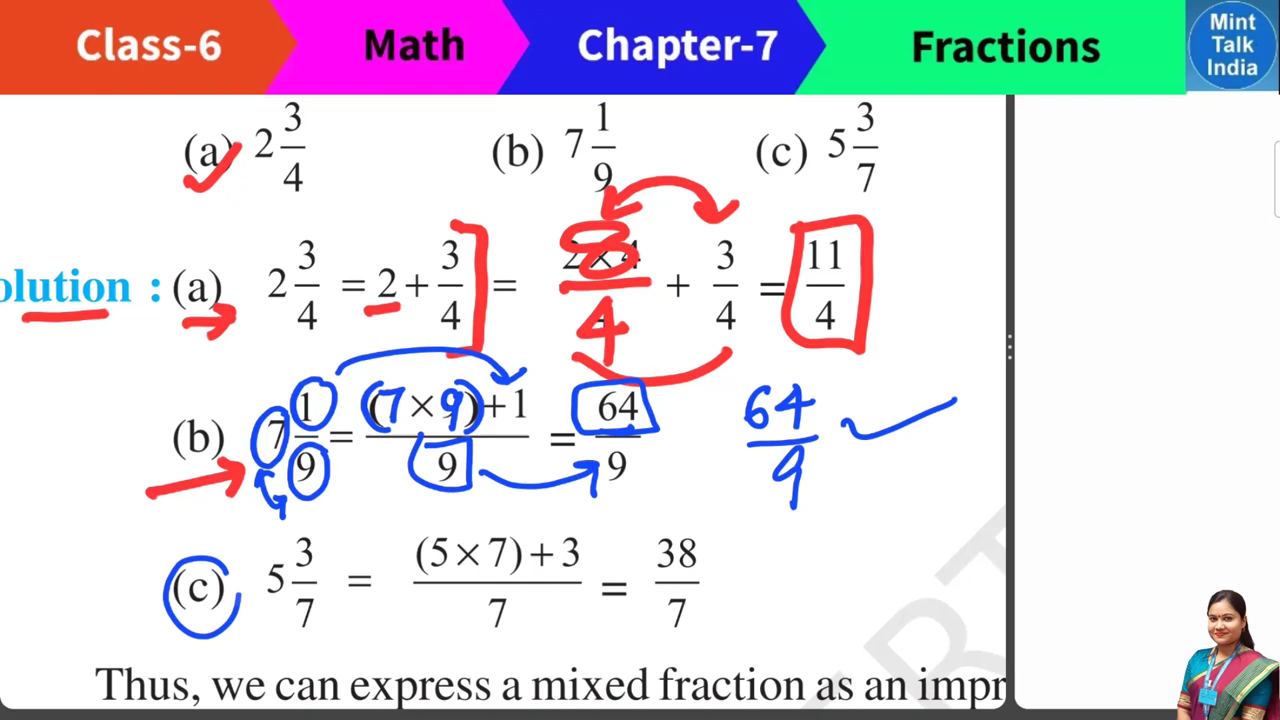 Class-6 Math Chapter-7 Fractions Mint Talk India
(a) 2 3/4 (b) 7 1/9 (c) 5 3/7
olution : (a) 2 3/4 = 2 + 3/4 = 2 × 4/4 + 3/4 = 11/4
8/4
(b) 7 1/9 = (7 × 9) + 1/9 = 64/9 64/9
(c) 5 3/7 = (5 × 7) + 3/7 = 38/7
Thus, we can express a mixed fraction as an impr